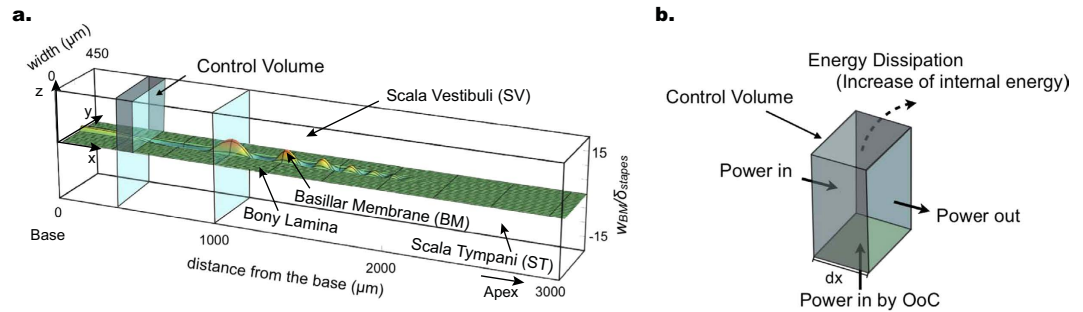 a.
width (μm)
450
0
z
y
x
Control Volume
Scala Vestibuli (SV)
15
wBM/δstapes
-15
Basillar Membrane (BM)
Bony Lamina
Scala Tympani (ST)
0
Base
1000
2000
3000
distance from the base (μm)
Apex
b.
Energy Dissipation
(Increase of internal energy)
Control Volume
Power in
Power out
dx
Power in by OoC